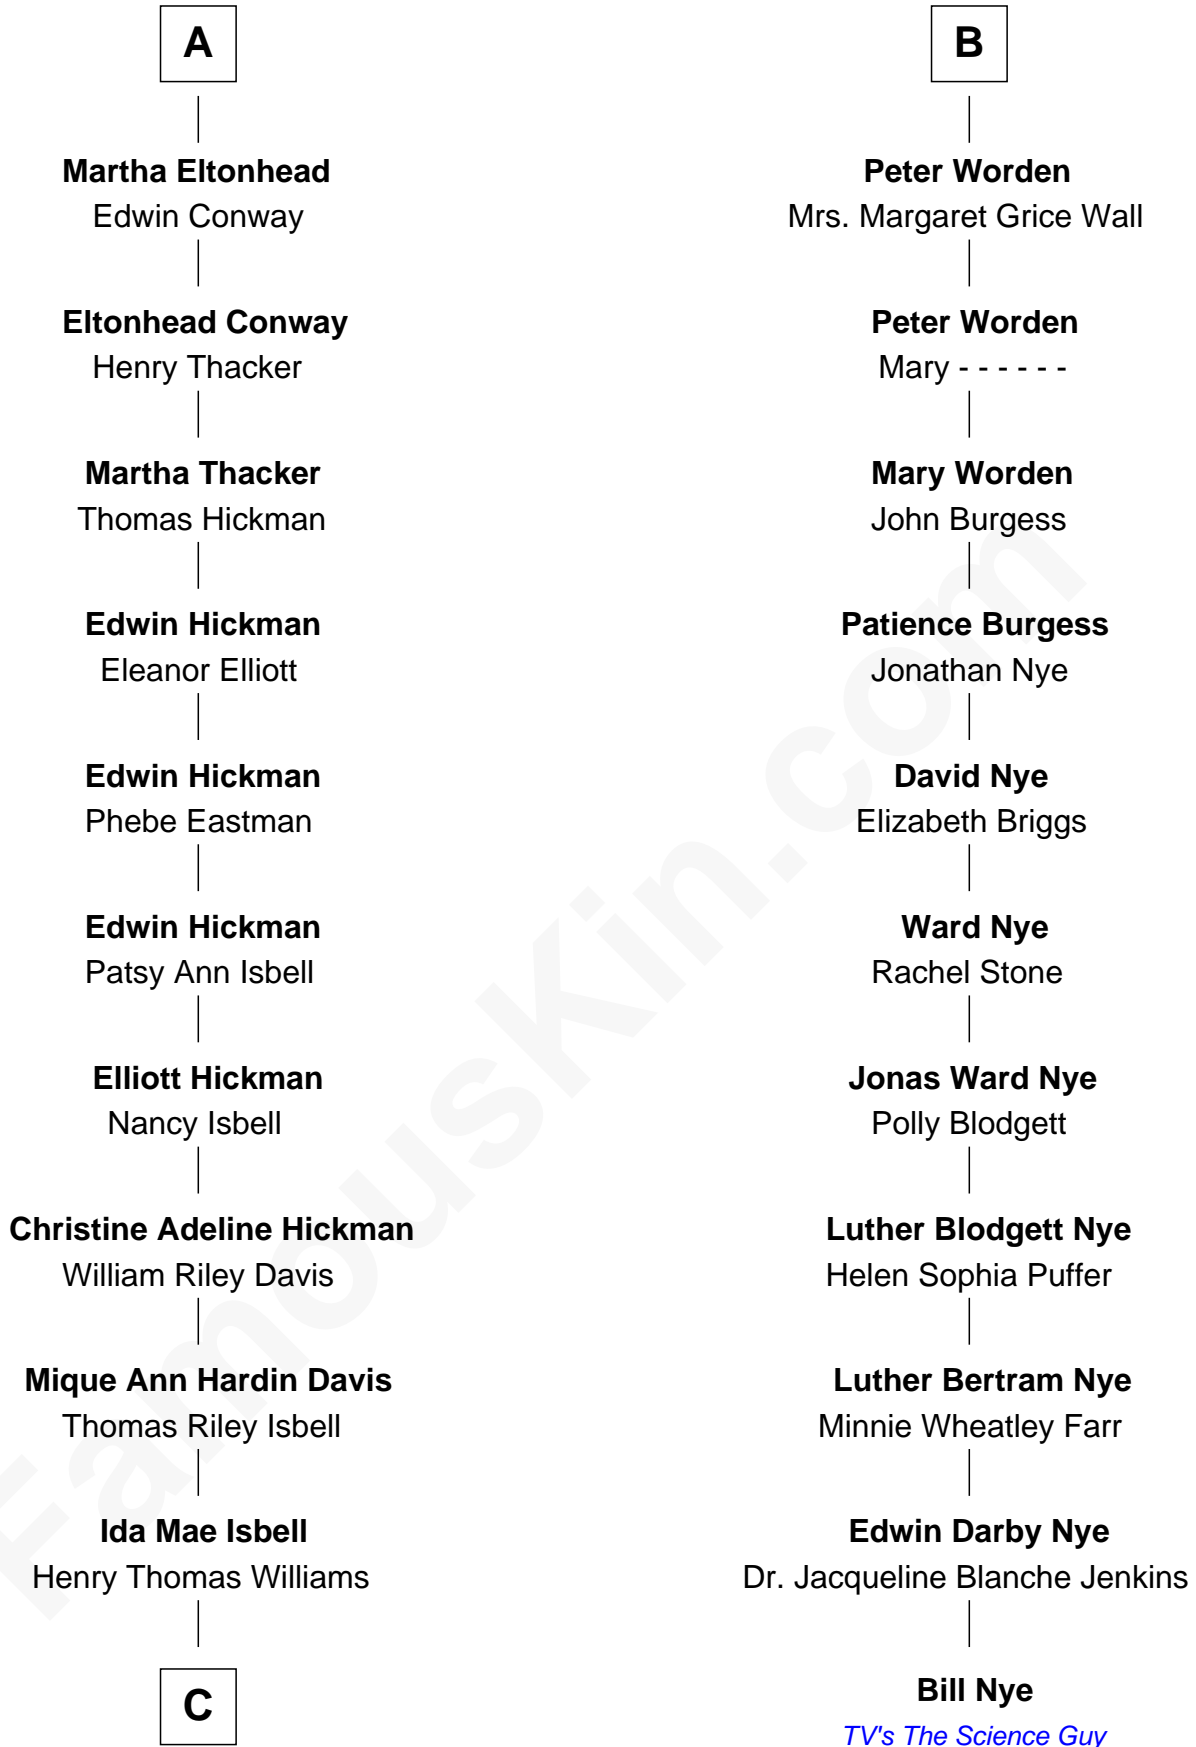 A
Martha Eltonhead
Edwin Conway
Eltonhead Conway
Henry Thacker
Martha Thacker
Thomas Hickman
Edwin Hickman
Eleanor Elliott
Edwin Hickman
Phebe Eastman
Edwin Hickman
Patsy Ann Isbell
Elliott Hickman
Nancy Isbell
Christine Adeline Hickman
William Riley Davis
Mique Ann Hardin Davis
Thomas Riley Isbell
Ida Mae Isbell
Henry Thomas Williams
C
B
Peter Worden
Mrs. Margaret Grice Wall
Peter Worden
Mary - - - - - -
Mary Worden
John Burgess
Patience Burgess
Jonathan Nye
David Nye
Elizabeth Briggs
Ward Nye
Rachel Stone
Jonas Ward Nye
Polly Blodgett
Luther Blodgett Nye
Helen Sophia Puffer
Luther Bertram Nye
Minnie Wheatley Farr
Edwin Darby Nye
Dr. Jacqueline Blanche Jenkins
Bill Nye
TV's The Science Guy
FamousKin.com